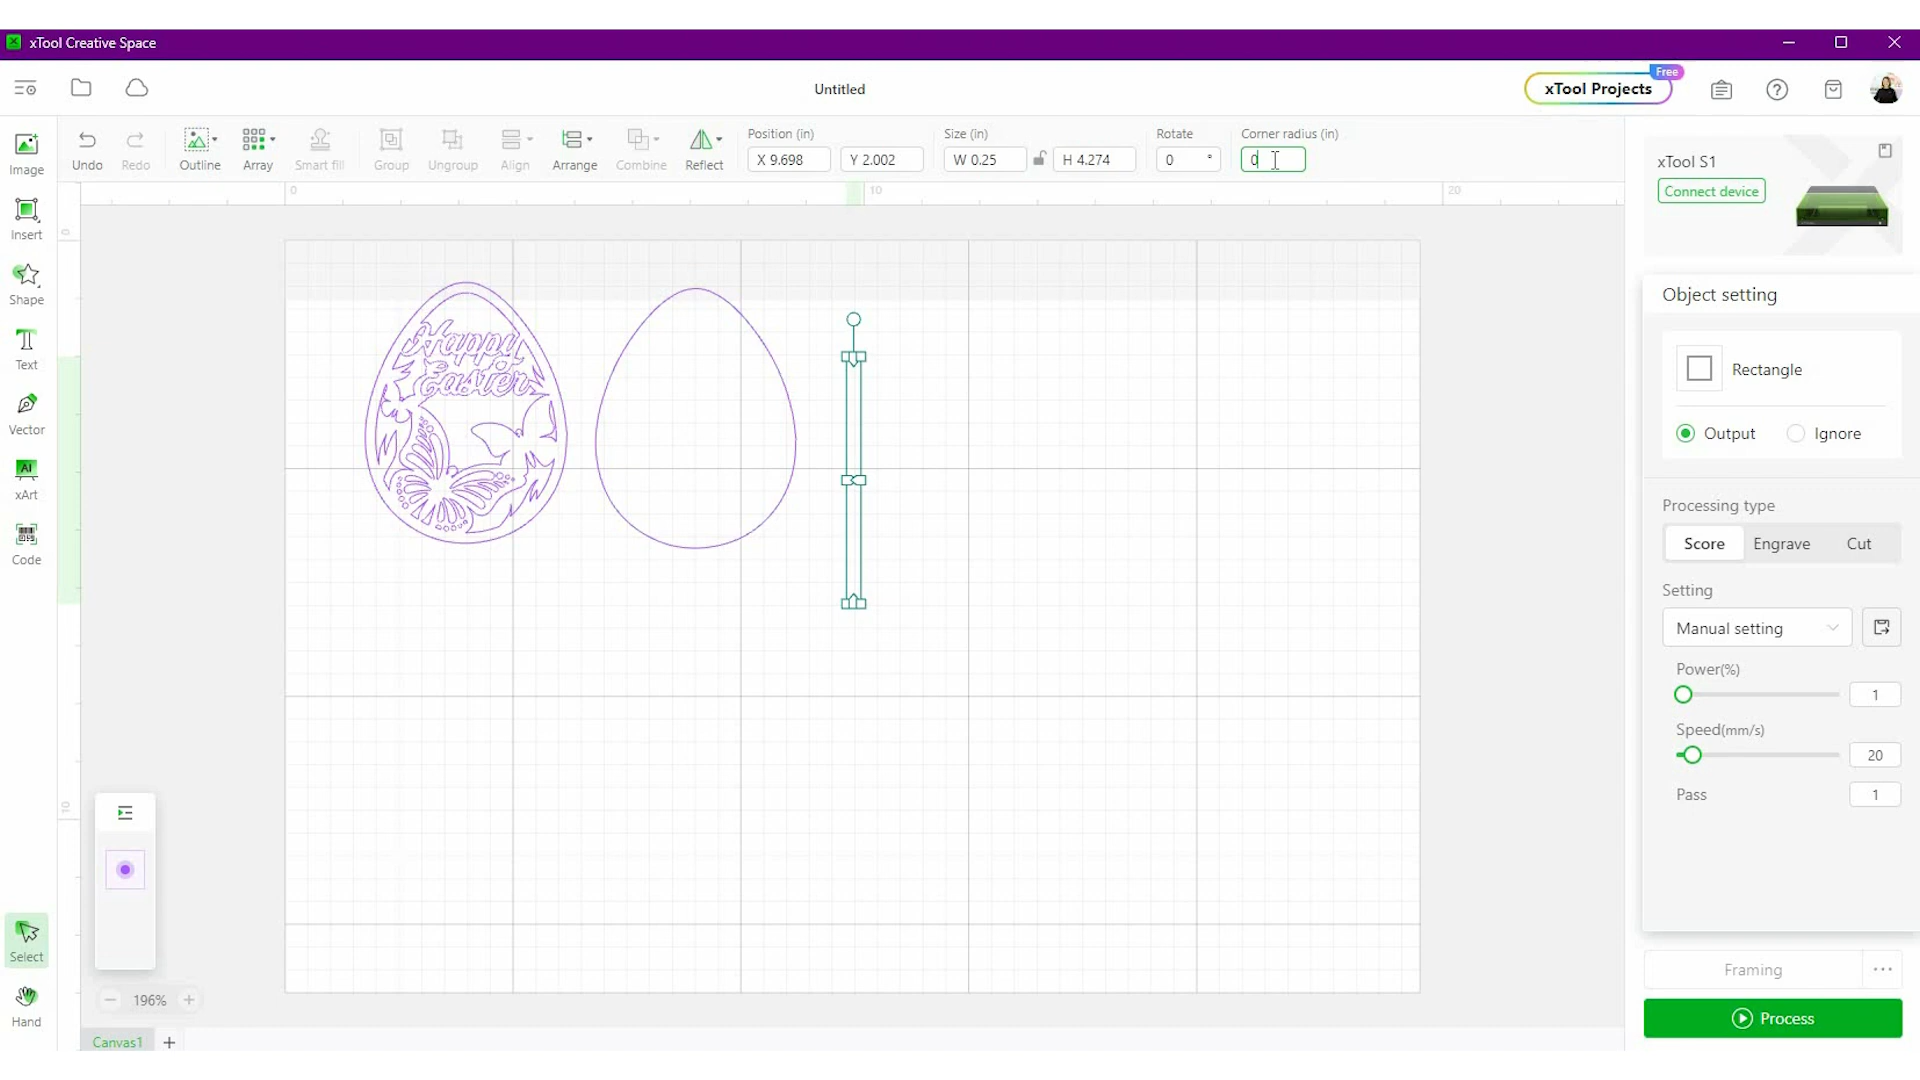 xTool Creative Space
Untitled
xTool Projects
Free
Undo
Redo
Outline
Array
Smart fill
Group
Ungroup
Align
Arrange
Combine
Reflect
Position (in)
X 9.698
Y 2.002
Size (in)
W 0.25
H 4.274
Rotate
0 °
Corner radius (in)
0
Image
Insert
Shape
Text
Vector
AI
xArt
Code
Select
Hand
0
10
20
0
10
Happy
Easter
196%
Canvas1
xTool S1
Connect device
Object setting
Rectangle
Output
Ignore
Processing type
Score
Engrave
Cut
Setting
Manual setting
Power(%)
1
Speed(mm/s)
20
Pass
1
Framing
Process